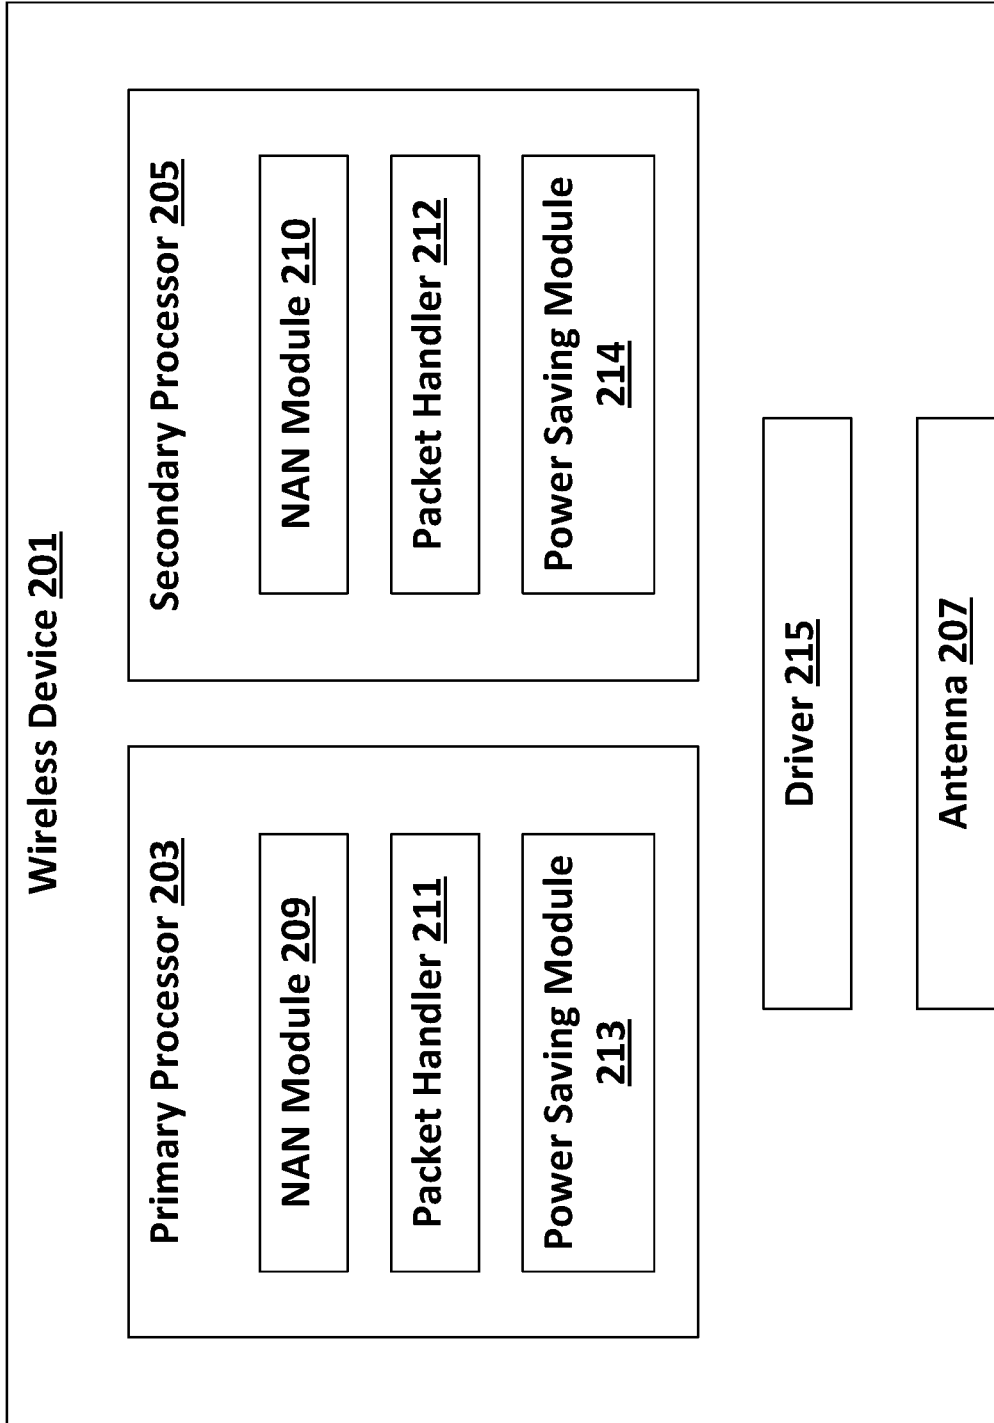 Wireless Device 201
Primary Processor 203
NAN Module 209
Packet Handler 211
Power Saving Module
213
Secondary Processor 205
NAN Module 210
Packet Handler 212
Power Saving Module
214
Driver 215
Antenna 207